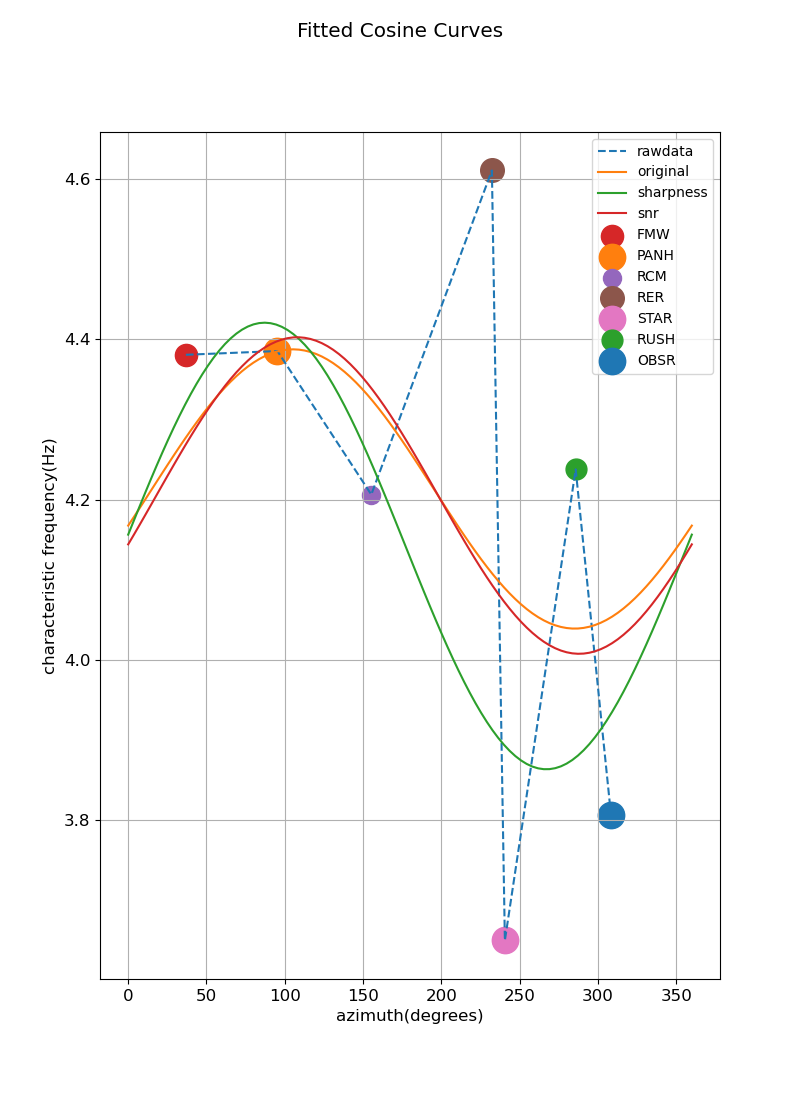 Fitted Cosine Curves
characteristic frequency(Hz)
4.6
4.4
4.2
4.0
3.8
0 50 100 150 200 250 300 350
azimuth(degrees)
rawdata
original
sharpness
snr
FMW
PANH
RCM
RER
STAR
RUSH
OBSR